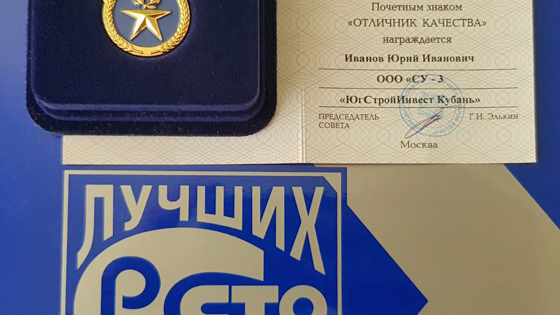 Почетным знаком
«ОТЛИЧНИК КАЧЕСТВА»
награждается
Иванов Юрий Иванович
ООО «СУ - 3
«ЮгСтройИнвест Кубань»
ПРЕДСЕДАТЕЛЬ
СОВЕТА
Г.И. Элькин
Москва
ЛУЧШИХ